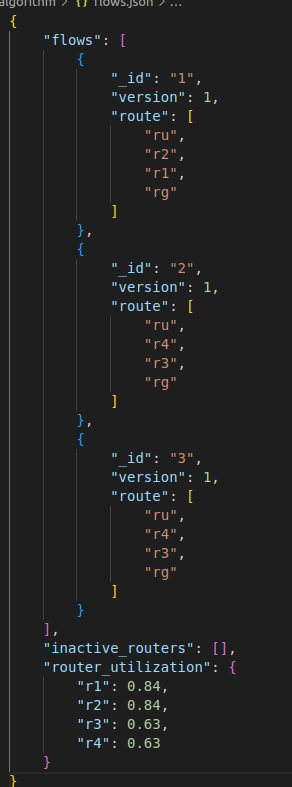 algorithm > {} flows.json > ...
{
    "flows": [
        {
            "_id": "1",
            "version": 1,
            "route": [
                "ru",
                "r2",
                "r1",
                "rg"
            ]
        },
        {
            "_id": "2",
            "version": 1,
            "route": [
                "ru",
                "r4",
                "r3",
                "rg"
            ]
        },
        {
            "_id": "3",
            "version": 1,
            "route": [
                "ru",
                "r4",
                "r3",
                "rg"
            ]
        }
    ],
    "inactive_routers": [],
    "router_utilization": {
        "r1": 0.84,
        "r2": 0.84,
        "r3": 0.63,
        "r4": 0.63
    }
}